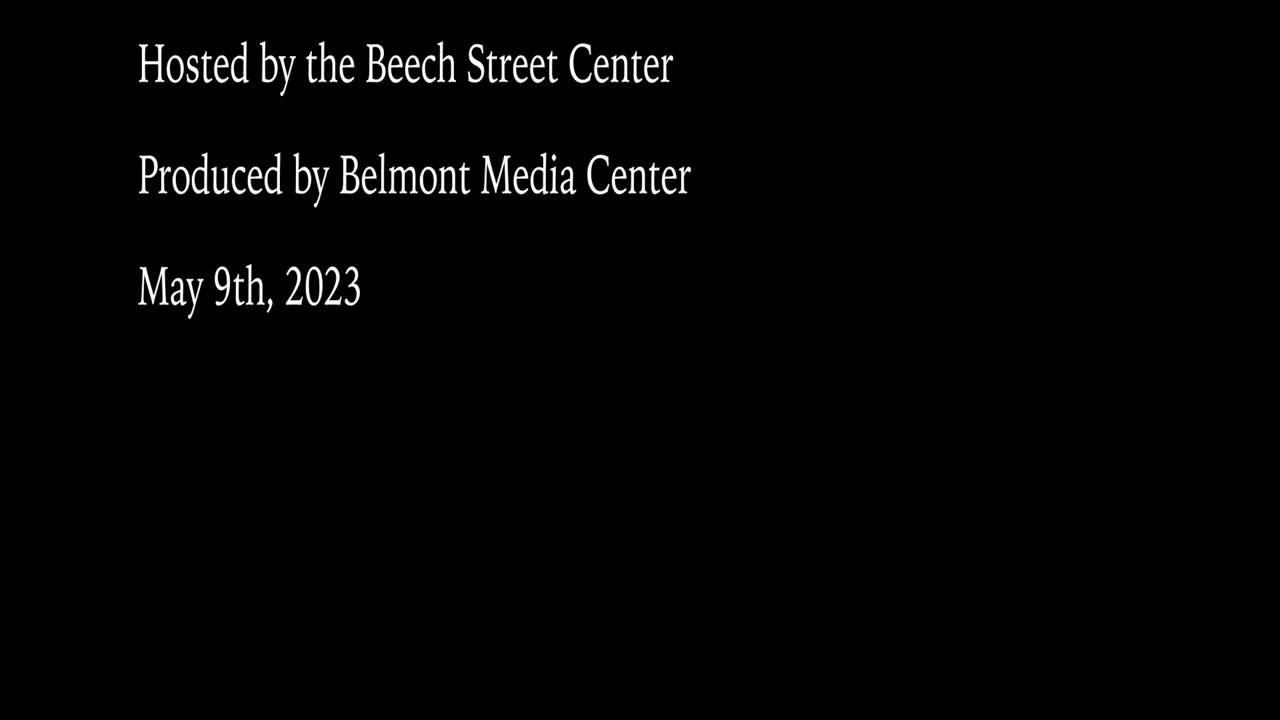 Hosted by the Beech Street Center
Produced by Belmont Media Center
May 9th, 2023